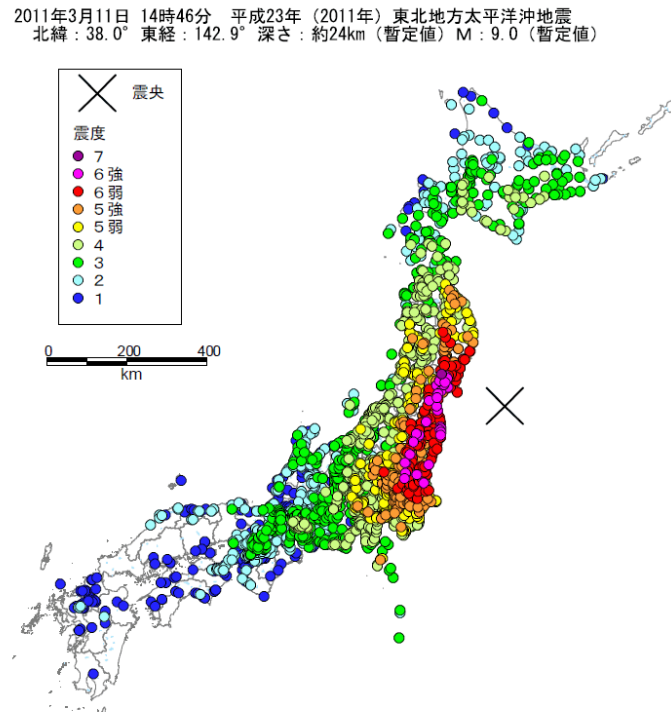 2011年3月11日 14時46分 平成23年(2011年)東北地方太平洋沖地震
北緯:38.0° 東経:142.9° 深さ:約24km(暫定値)M:9.0(暫定値)
震央
震度
7
6強
6弱
5強
5弱
4
3
2
1
0 200 400
km